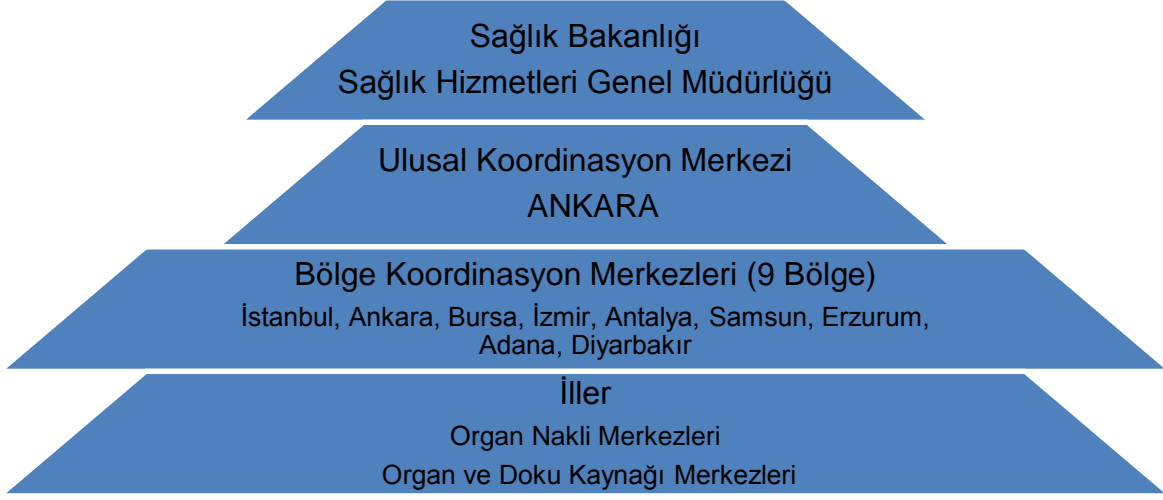 Sağlık Bakanlığı
Sağlık Hizmetleri Genel Müdürlüğü
Ulusal Koordinasyon Merkezi
ANKARA
Bölge Koordinasyon Merkezleri (9 Bölge)
İstanbul, Ankara, Bursa, İzmir, Antalya, Samsun, Erzurum,
Adana, Diyarbakır
İller
Organ Nakli Merkezleri
Organ ve Doku Kaynağı Merkezleri